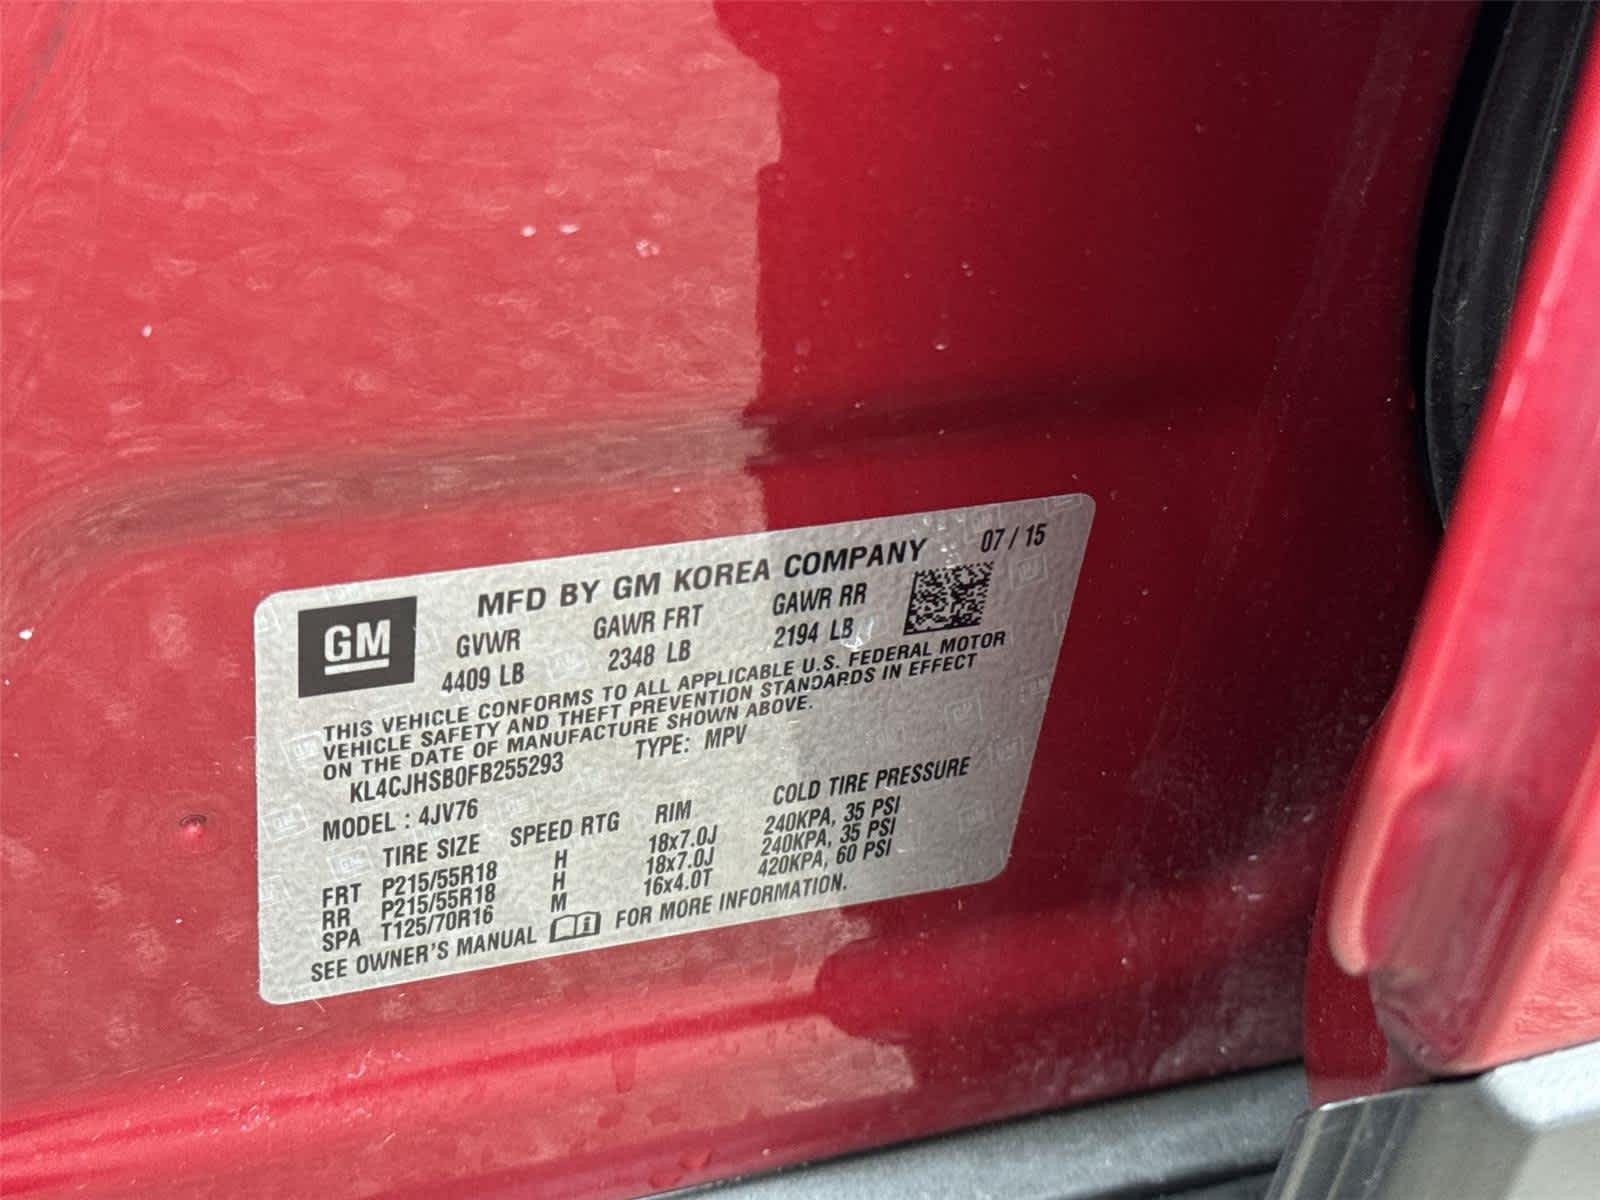 MFD BY GM KOREA COMPANY 07 / 15
GM
GVWR GAWR FRT GAWR RR
4409 LB 2348 LB 2194 LB
THIS VEHICLE CONFORMS TO ALL APPLICABLE U.S. FEDERAL MOTOR
VEHICLE SAFETY AND THEFT PREVENTION STANDARDS IN EFFECT
ON THE DATE OF MANUFACTURE SHOWN ABOVE.
KL4CJHSB0FB255293 TYPE: MPV
MODEL : 4JV76
TIRE SIZE SPEED RTG RIM COLD TIRE PRESSURE
FRT P215/55R18 H 18x7.0J 240KPA, 35 PSI
RR P215/55R18 H 18x7.0J 240KPA, 35 PSI
SPA T125/70R16 M 16x4.0T 420KPA, 60 PSI
SEE OWNER'S MANUAL FOR MORE INFORMATION.